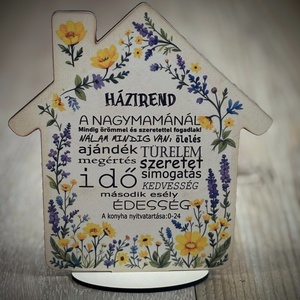 HÁZIREND
A NAGYMAMÁNÁL
Mindig örömmel és szeretettel fogadlak!
NÁLAM MINDIG VAN: ölelés
ajándék TÜRELEM
megértés szeretet
idő simogatás
KEDVESSÉG
második esély
ÉDESSÉG
A konyha nyitvatartása:0-24